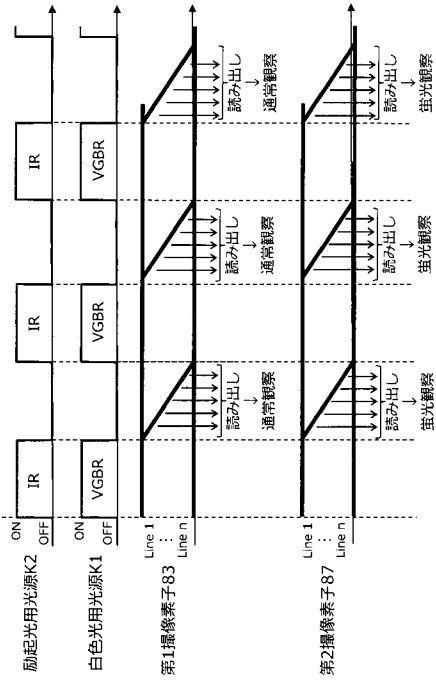 励起光用光源K2
ON
OFF
IR
IR
IR
白色光用光源K1
ON
OFF
VGBR
VGBR
VGBR
第1撮像素子83
Line 1
⋮
Line n
読み出し
↓
通常観察
読み出し
↓
通常観察
読み出し
↓
通常観察
第2撮像素子87
Line 1
⋮
Line n
読み出し
↓
蛍光観察
読み出し
↓
蛍光観察
読み出し
↓
蛍光観察